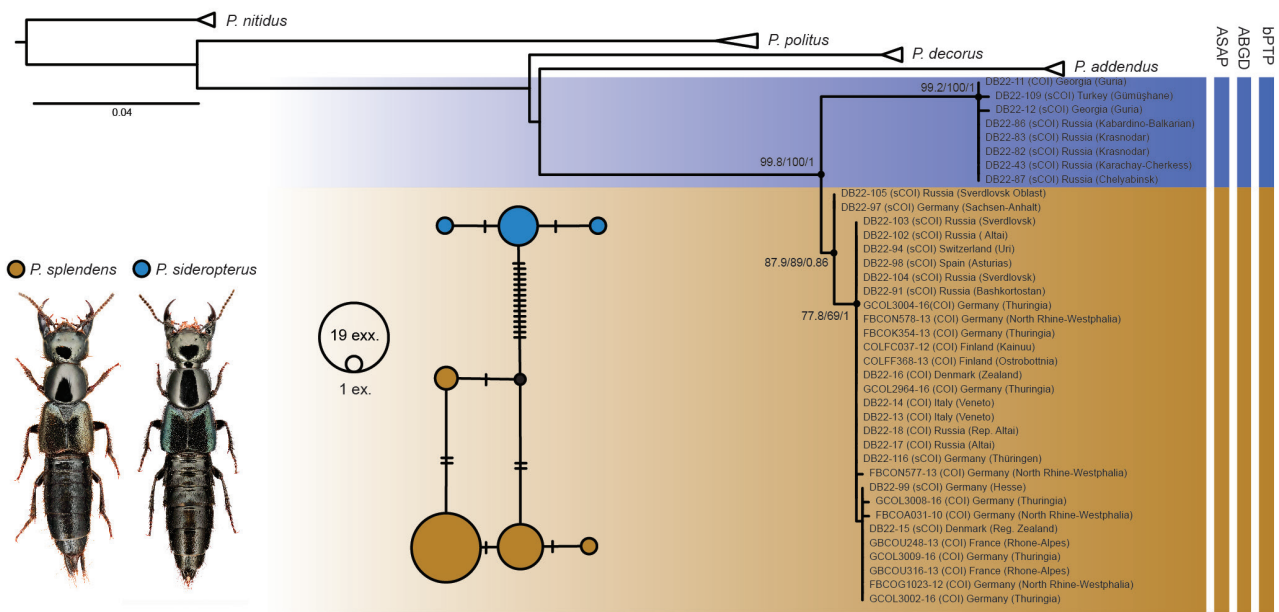 P. nitidus
P. politus
P. decorus
P. addendus
ASAP
ABGD
bPTP
0.04
99.2/100/1
DB22-11 (COI) Georgia (Guria)
DB22-109 (sCOI) Turkey (Gümüşhane)
DB22-12 (COI) Georgia (Guria)
DB22-86 (sCOI) Russia (Kabardino-Balkarian)
DB22-83 (sCOI) Russia (Krasnodar)
DB22-82 (sCOI) Russia (Krasnodar)
DB22-43 (sCOI) Russia (Karachay-Cherkess)
DB22-87 (sCOI) Russia (Chelyabinsk)
99.8/100/1
DB22-105 (sCOI) Russia (Sverdlovsk Oblast)
DB22-97 (sCOI) Germany (Sachsen-Anhalt)
DB22-103 (sCOI) Russia (Sverdlovsk)
DB22-102 (sCOI) Russia ( Altai)
DB22-94 (sCOI) Switzerland (Uri)
DB22-98 (sCOI) Spain (Asturias)
DB22-104 (sCOI) Russia (Sverdlovsk)
DB22-91 (sCOI) Russia (Bashkortostan)
GCOL3004-16(COI) Germany (Thuringia)
FBCON578-13 (COI) Germany (North Rhine-Westphalia)
FBCOK354-13 (COI) Germany (Thuringia)
COLFC037-12 (COI) Finland (Kainuu)
COLFF368-13 (COI) Finland (Ostrobottnia)
DB22-16 (COI) Denmark (Zealand)
GCOL2964-16 (COI) Germany (Thuringia)
DB22-14 (COI) Italy (Veneto)
DB22-13 (COI) Italy (Veneto)
DB22-18 (COI) Russia (Rep. Altai)
DB22-17 (COI) Russia (Altai)
DB22-116 (sCOI) Germany (Thüringen)
FBCON577-13 (COI) Germany (North Rhine-Westphalia)
DB22-99 (sCOI) Germany (Hesse)
GCOL3008-16 (COI) Germany (Thuringia)
FBCOA031-10 (COI) Germany (North Rhine-Westphalia)
DB22-15 (sCOI) Denmark (Reg. Zealand)
GBCOU248-13 (COI) France (Rhone-Alpes)
GCOL3009-16 (COI) Germany (Thuringia)
GBCOU316-13 (COI) France (Rhone-Alpes)
FBCOG1023-12 (COI) Germany (North Rhine-Westphalia)
GCOL3002-16 (COI) Germany (Thuringia)
87.9/89/0.86
77.8/69/1
P. splendens
P. sideropterus
19 exx.
1 ex.